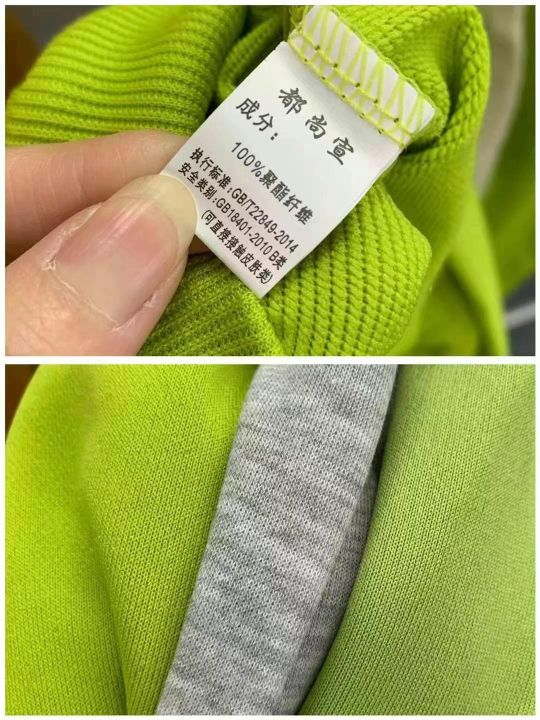 都尚宣
成分：
100%聚酯纤维
执行标准:GB/T22849-2014
安全类别:GB18401-2010 B类
(可直接接触皮肤类)